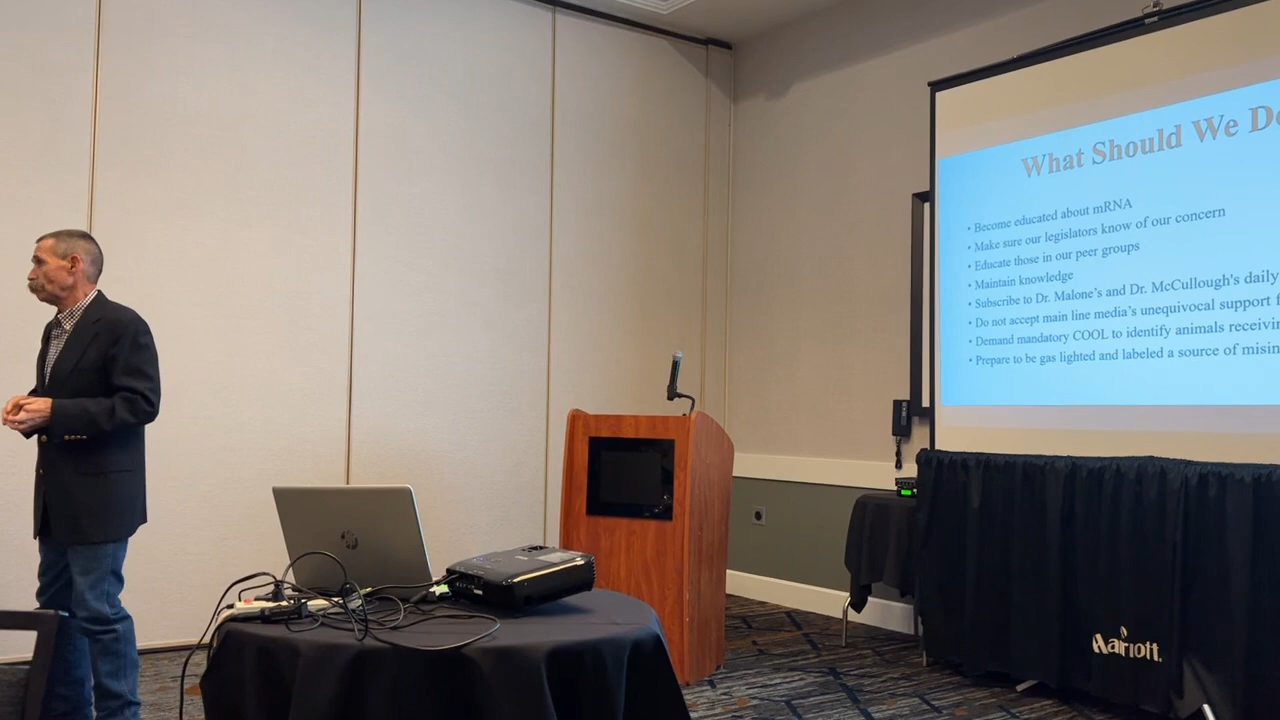 What Should We Do
• Become educated about mRNA
• Make sure our legislators know of our concern
• Educate those in our peer groups
• Maintain knowledge
• Subscribe to Dr. Malone's and Dr. McCullough's daily
• Do not accept main line media's unequivocal support f
• Demand mandatory COOL to identify animals receivin
• Prepare to be gas lighted and labeled a source of misin
hp
Marriott